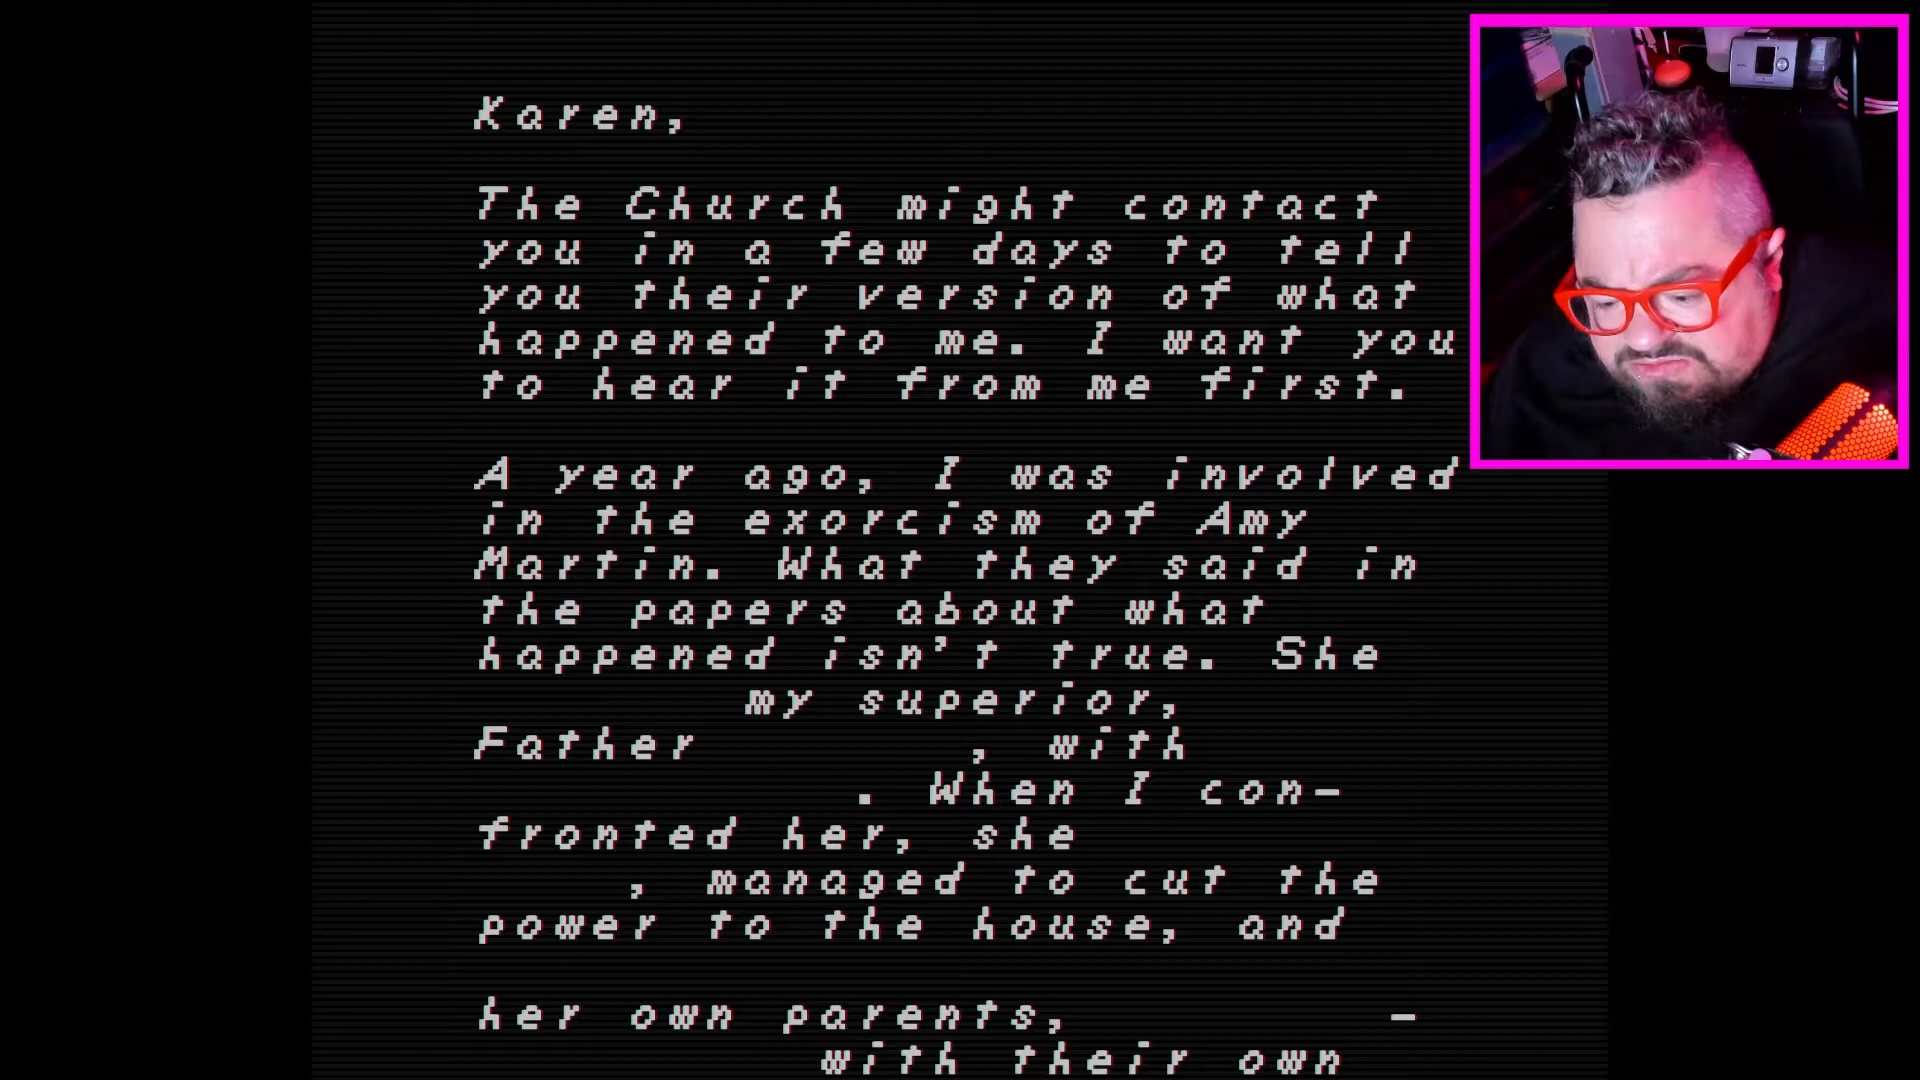 Karen,
The Church might contact
you in a few days to tell
you their version of what
happened to me. I want you
to hear it from me first.
A year ago, I was involved
in the exorcism of Amy
Martin. What they said in
the papers about what
happened isn't true. She
my superior,
Father , with
. When I con-
fronted her, she
, managed to cut the
power to the house, and
her own parents, -
with their own